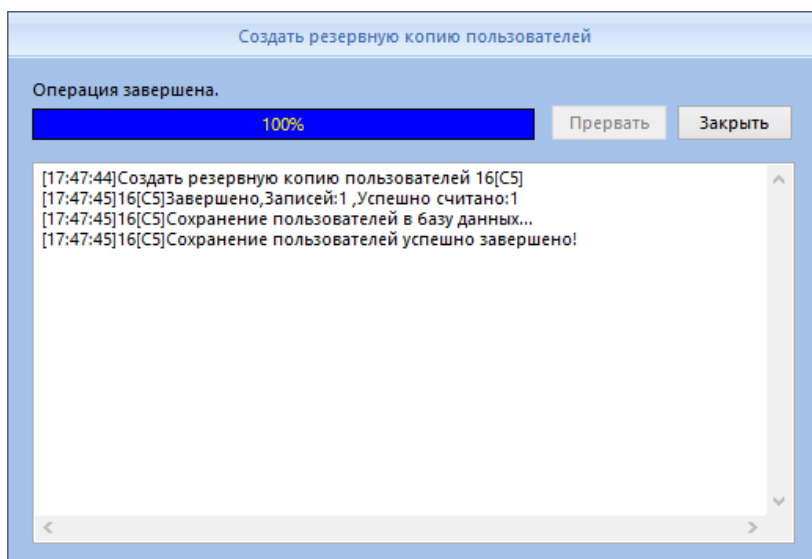 Создать резервную копию пользователей
Операция завершена.
100%
Прервать
Закрыть
[17:47:44]Создать резервную копию пользователей 16[C5]
[17:47:45]16[C5]Завершено,Записей:1 ,Успешно считано:1
[17:47:45]16[C5]Сохранение пользователей в базу данных...
[17:47:45]16[C5]Сохранение пользователей успешно завершено!